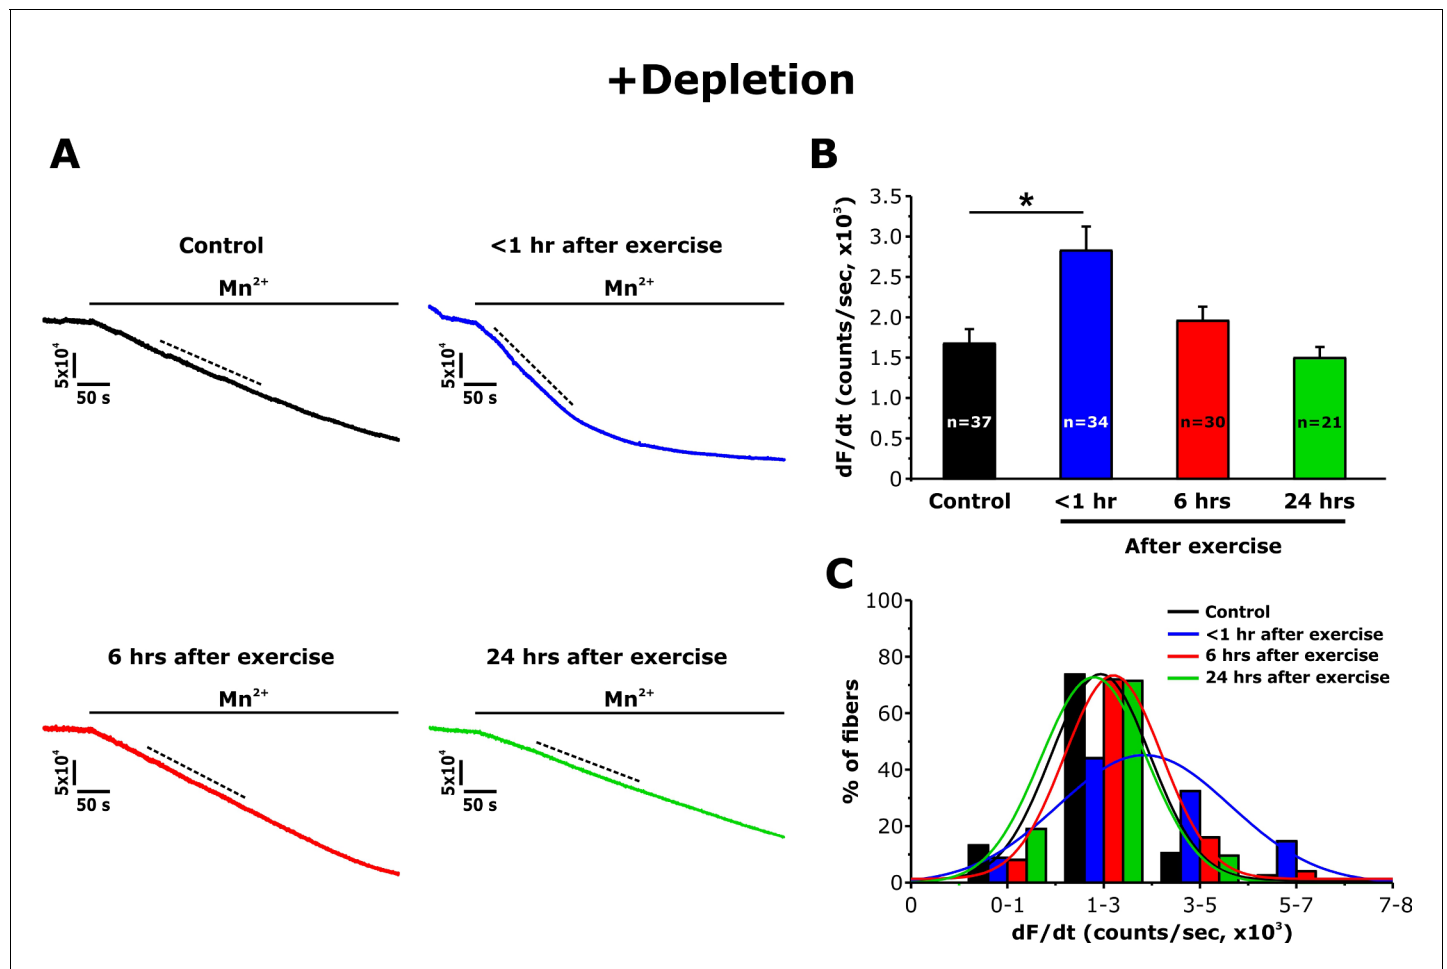 +Depletion
A
Control
<1 hr after exercise
Mn²⁺
Mn²⁺
5x10⁴
50 s
5x10⁴
50 s
6 hrs after exercise
24 hrs after exercise
Mn²⁺
Mn²⁺
5x10⁴
50 s
5x10⁴
50 s
B
dF/dt (counts/sec, x10³)
3.5
3.0
2.5
2.0
1.5
1.0
0.5
0
*
n=37
n=34
n=30
n=21
Control
<1 hr
6 hrs
24 hrs
After exercise
C
% of fibers
100
80
60
40
20
0
Control
<1 hr after exercise
6 hrs after exercise
24 hrs after exercise
0
0-1
1-3
3-5
5-7
7-8
dF/dt (counts/sec, x10³)